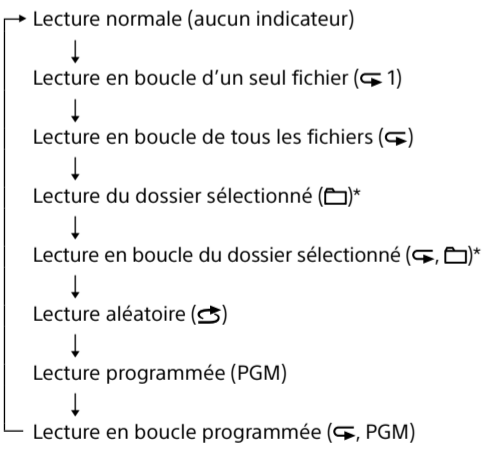 Lecture normale (aucun indicateur)
Lecture en boucle d'un seul fichier (1)
Lecture en boucle de tous les fichiers ()
Lecture du dossier sélectionné ()*
Lecture en boucle du dossier sélectionné (, )*
Lecture aléatoire ()
Lecture programmée (PGM)
Lecture en boucle programmée (, PGM)